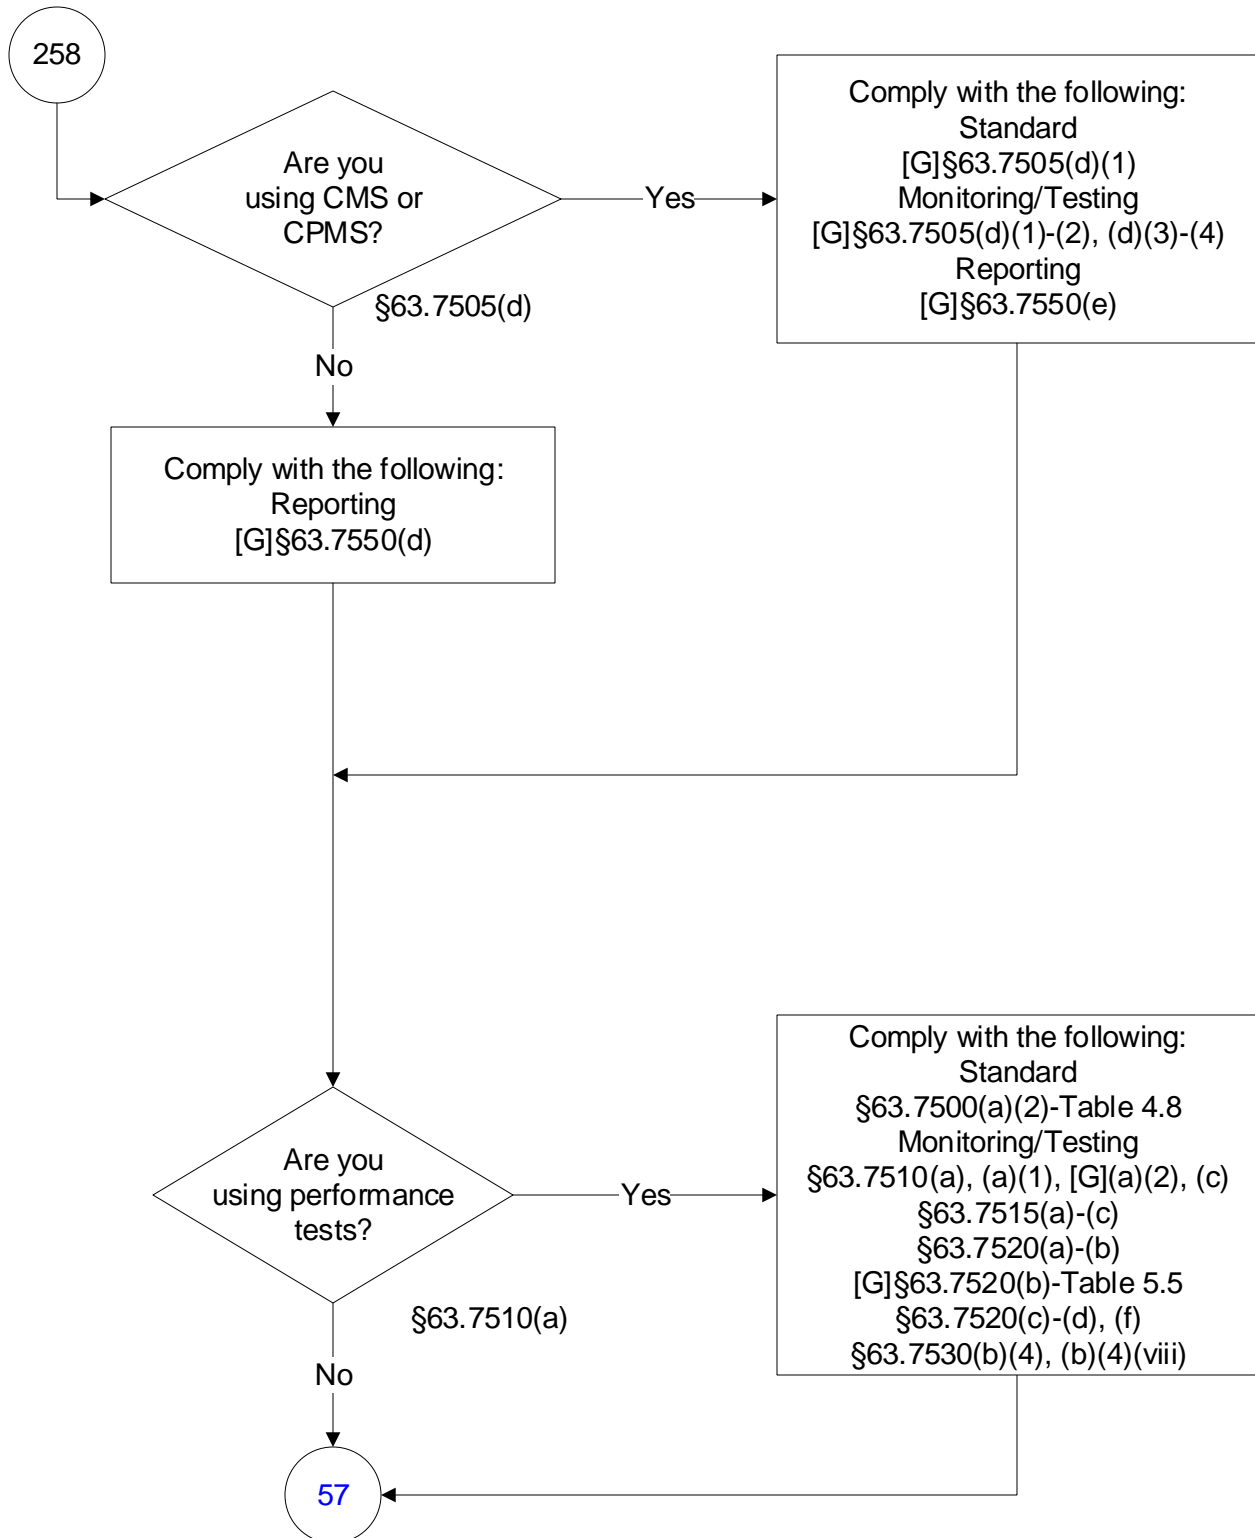 258
Are you
using CMS or
CPMS?
§63.7505(d)
Yes
Comply with the following:
Standard
[G]§63.7505(d)(1)
Monitoring/Testing
[G]§63.7505(d)(1)-(2), (d)(3)-(4)
Reporting
[G]§63.7550(e)
No
Comply with the following:
Reporting
[G]§63.7550(d)
Are you
using performance
tests?
§63.7510(a)
Yes
Comply with the following:
Standard
§63.7500(a)(2)-Table 4.8
Monitoring/Testing
§63.7510(a), (a)(1), [G](a)(2), (c)
§63.7515(a)-(c)
§63.7520(a)-(b)
[G]§63.7520(b)-Table 5.5
§63.7520(c)-(d), (f)
§63.7530(b)(4), (b)(4)(viii)
No
57